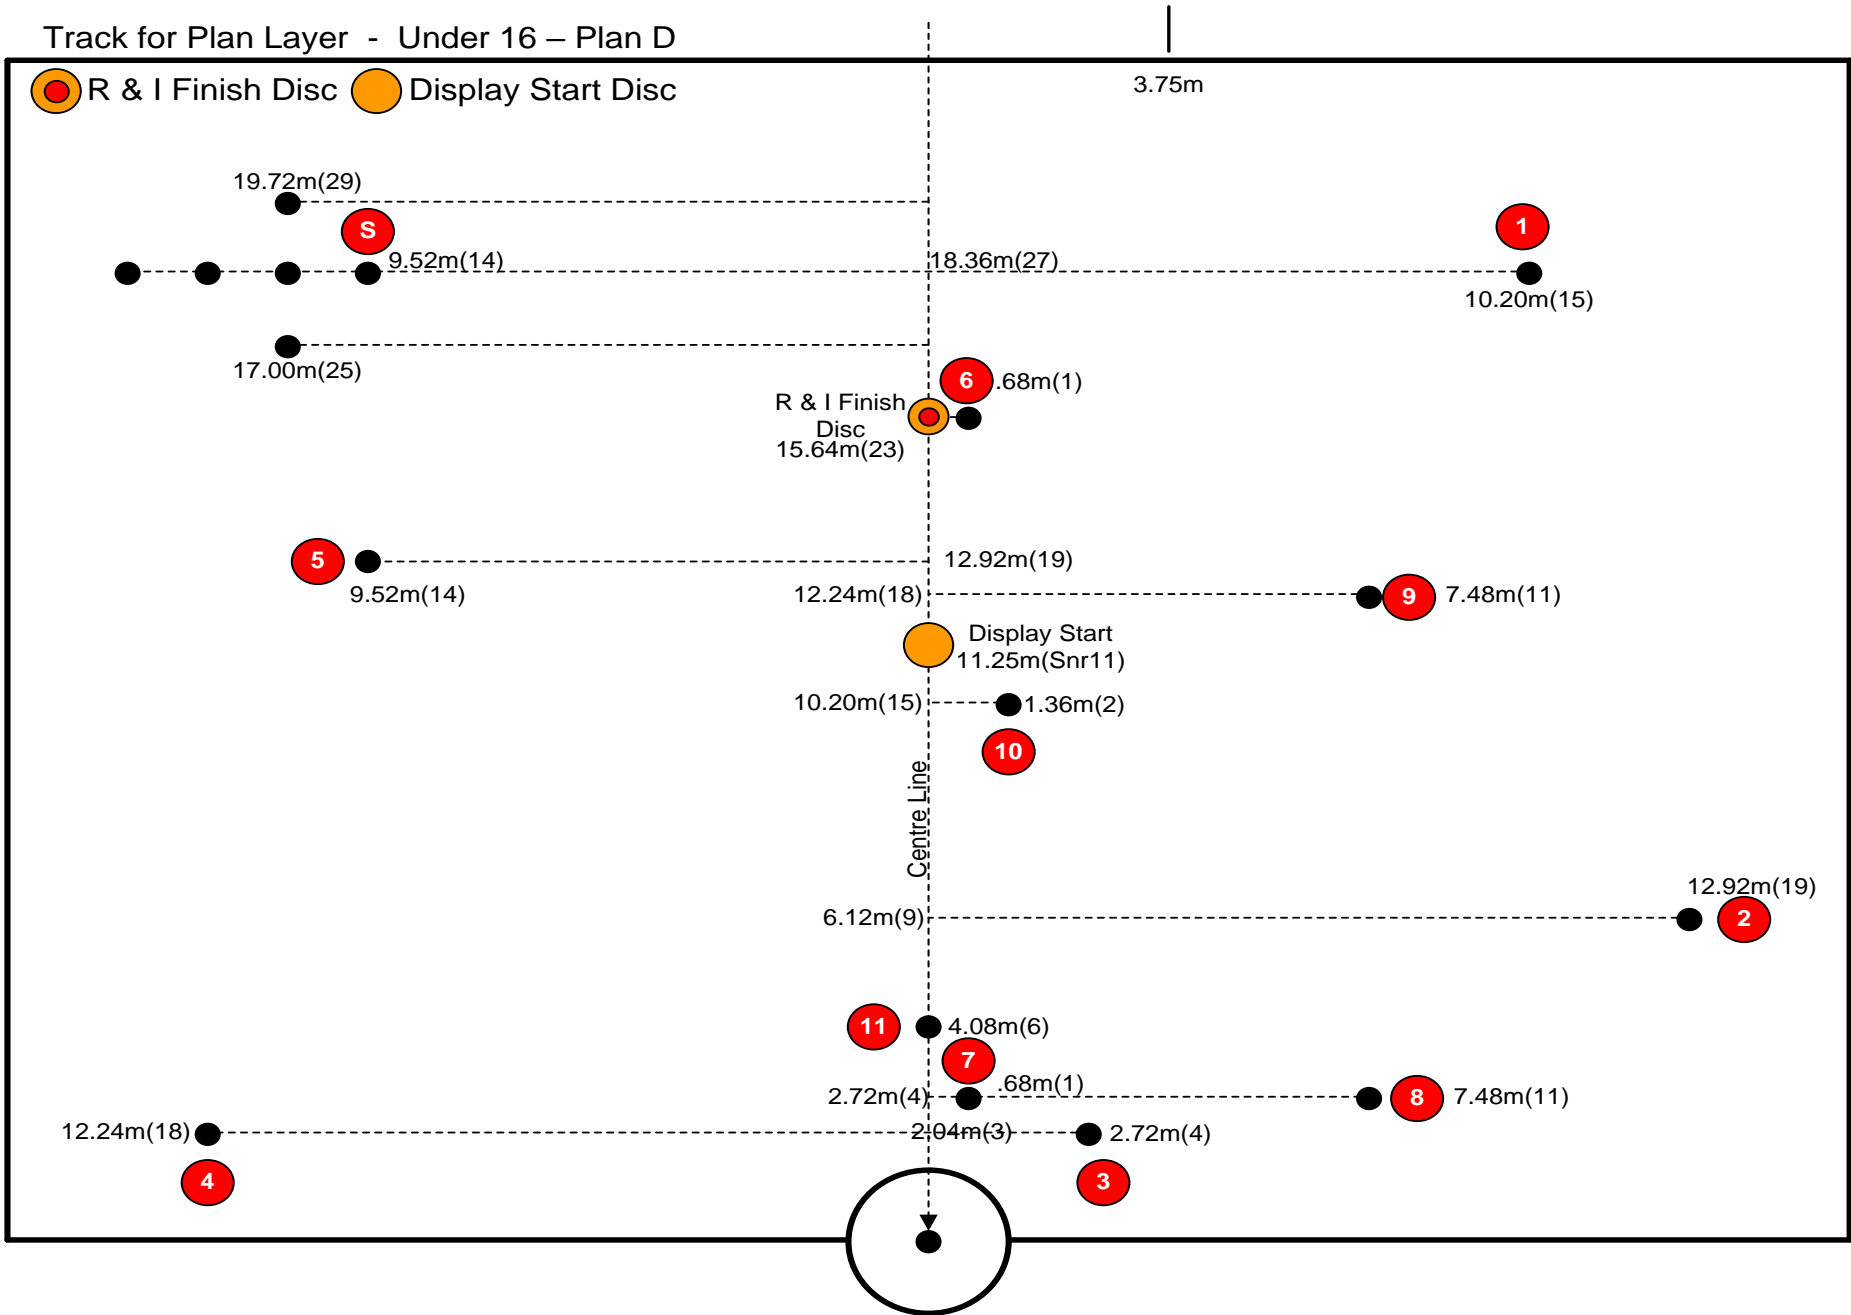 Track for Plan Layer - Under 16 – Plan D
R & I Finish Disc
Display Start Disc
3.75m
19.72m(29)
S
1
9.52m(14)
18.36m(27)
10.20m(15)
17.00m(25)
6
.68m(1)
R & I Finish
Disc
15.64m(23)
5
12.92m(19)
9.52m(14)
12.24m(18)
9
7.48m(11)
Display Start
11.25m(Snr11)
10.20m(15)
1.36m(2)
10
Centre Line
12.92m(19)
6.12m(9)
2
11
4.08m(6)
7
2.72m(4)
.68m(1)
8
7.48m(11)
12.24m(18)
2.04m(3)
2.72m(4)
4
3